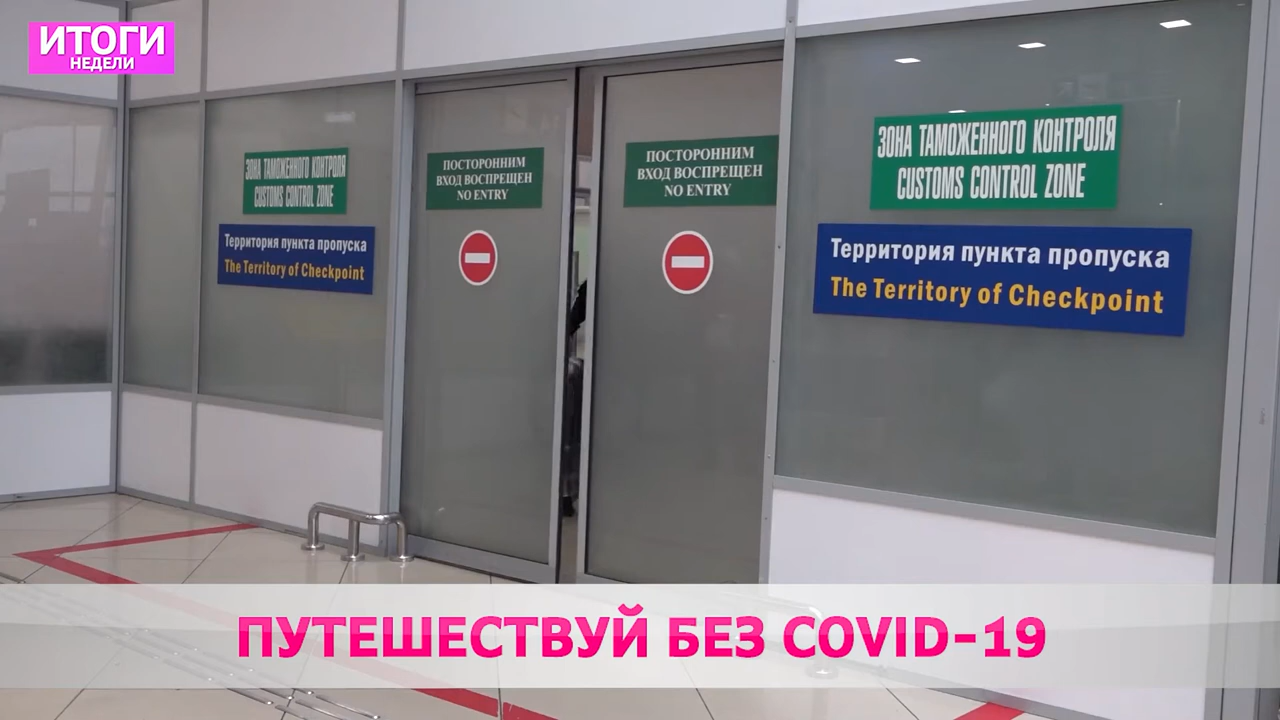 ИТОГИ
НЕДЕЛИ
ЗОНА ТАМОЖЕННОГО КОНТРОЛЯ
CUSTOMS CONTROL ZONE
Территория пункта пропуска
The Territory of Checkpoint
ПОСТОРОННИМ
ВХОД ВОСПРЕЩЕН
NO ENTRY
ПОСТОРОННИМ
ВХОД ВОСПРЕЩЕН
NO ENTRY
ЗОНА ТАМОЖЕННОГО КОНТРОЛЯ
CUSTOMS CONTROL ZONE
Территория пункта пропуска
The Territory of Checkpoint
ПУТЕШЕСТВУЙ БЕЗ COVID-19